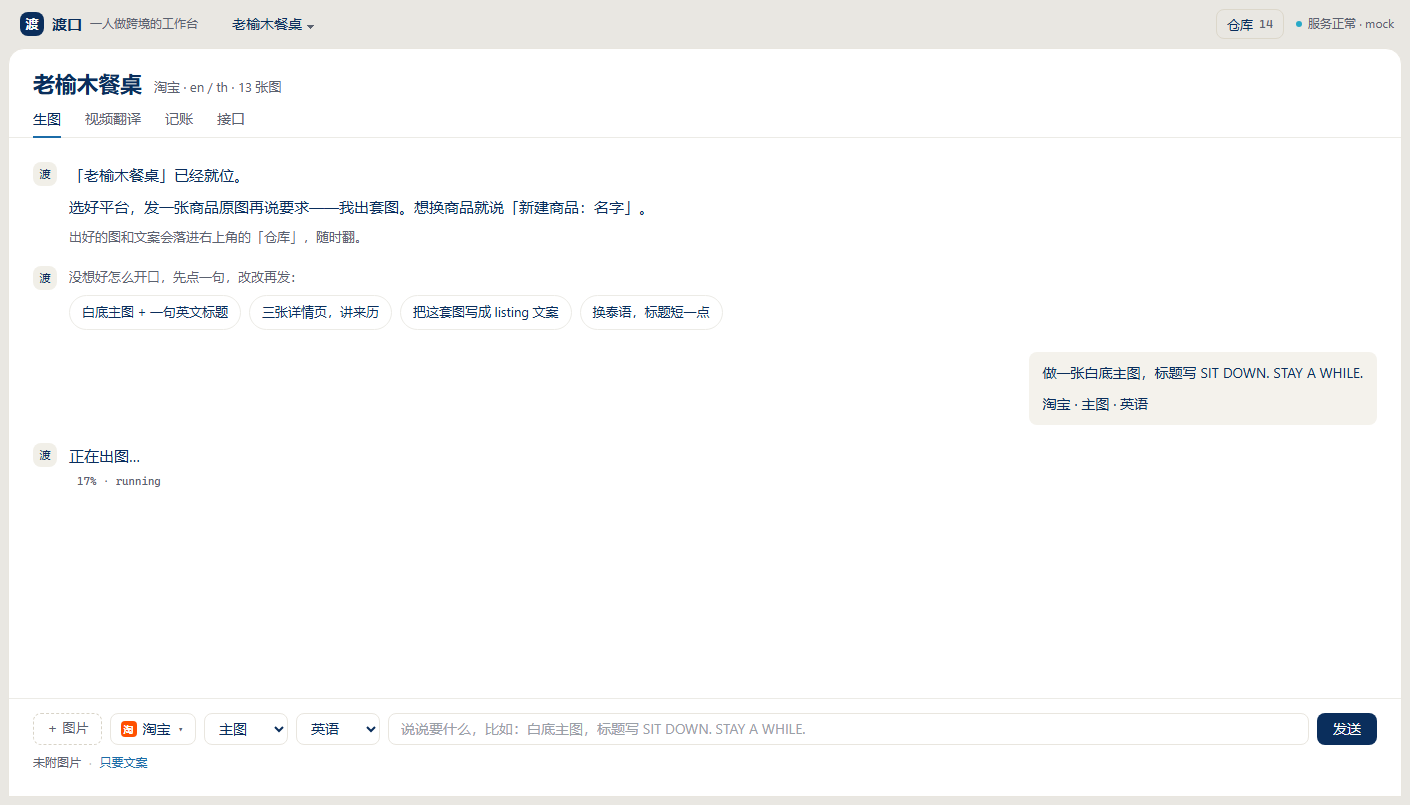 渡 渡口 一人做跨境的工作台 老榆木餐桌 仓库 14 服务正常 · mock
老榆木餐桌 淘宝 · en / th · 13 张图
生图 视频翻译 记账 接口
渡 「老榆木餐桌」已经就位。
选好平台，发一张商品原图再说要求——我出套图。想换商品就说「新建商品：名字」。
出好的图和文案会落进右上角的「仓库」，随时翻。
渡 没想好怎么开口，先点一句，改改再发：
白底主图 + 一句英文标题 三张详情页，讲来历 把这套图写成 listing 文案 换泰语，标题短一点
做一张白底主图，标题写 SIT DOWN. STAY A WHILE.
淘宝 · 主图 · 英语
渡 正在出图…
17% · running
+ 图片 淘 淘宝 主图 英语 说说要什么，比如：白底主图，标题写 SIT DOWN. STAY A WHILE. 发送
未附图片 · 只要文案